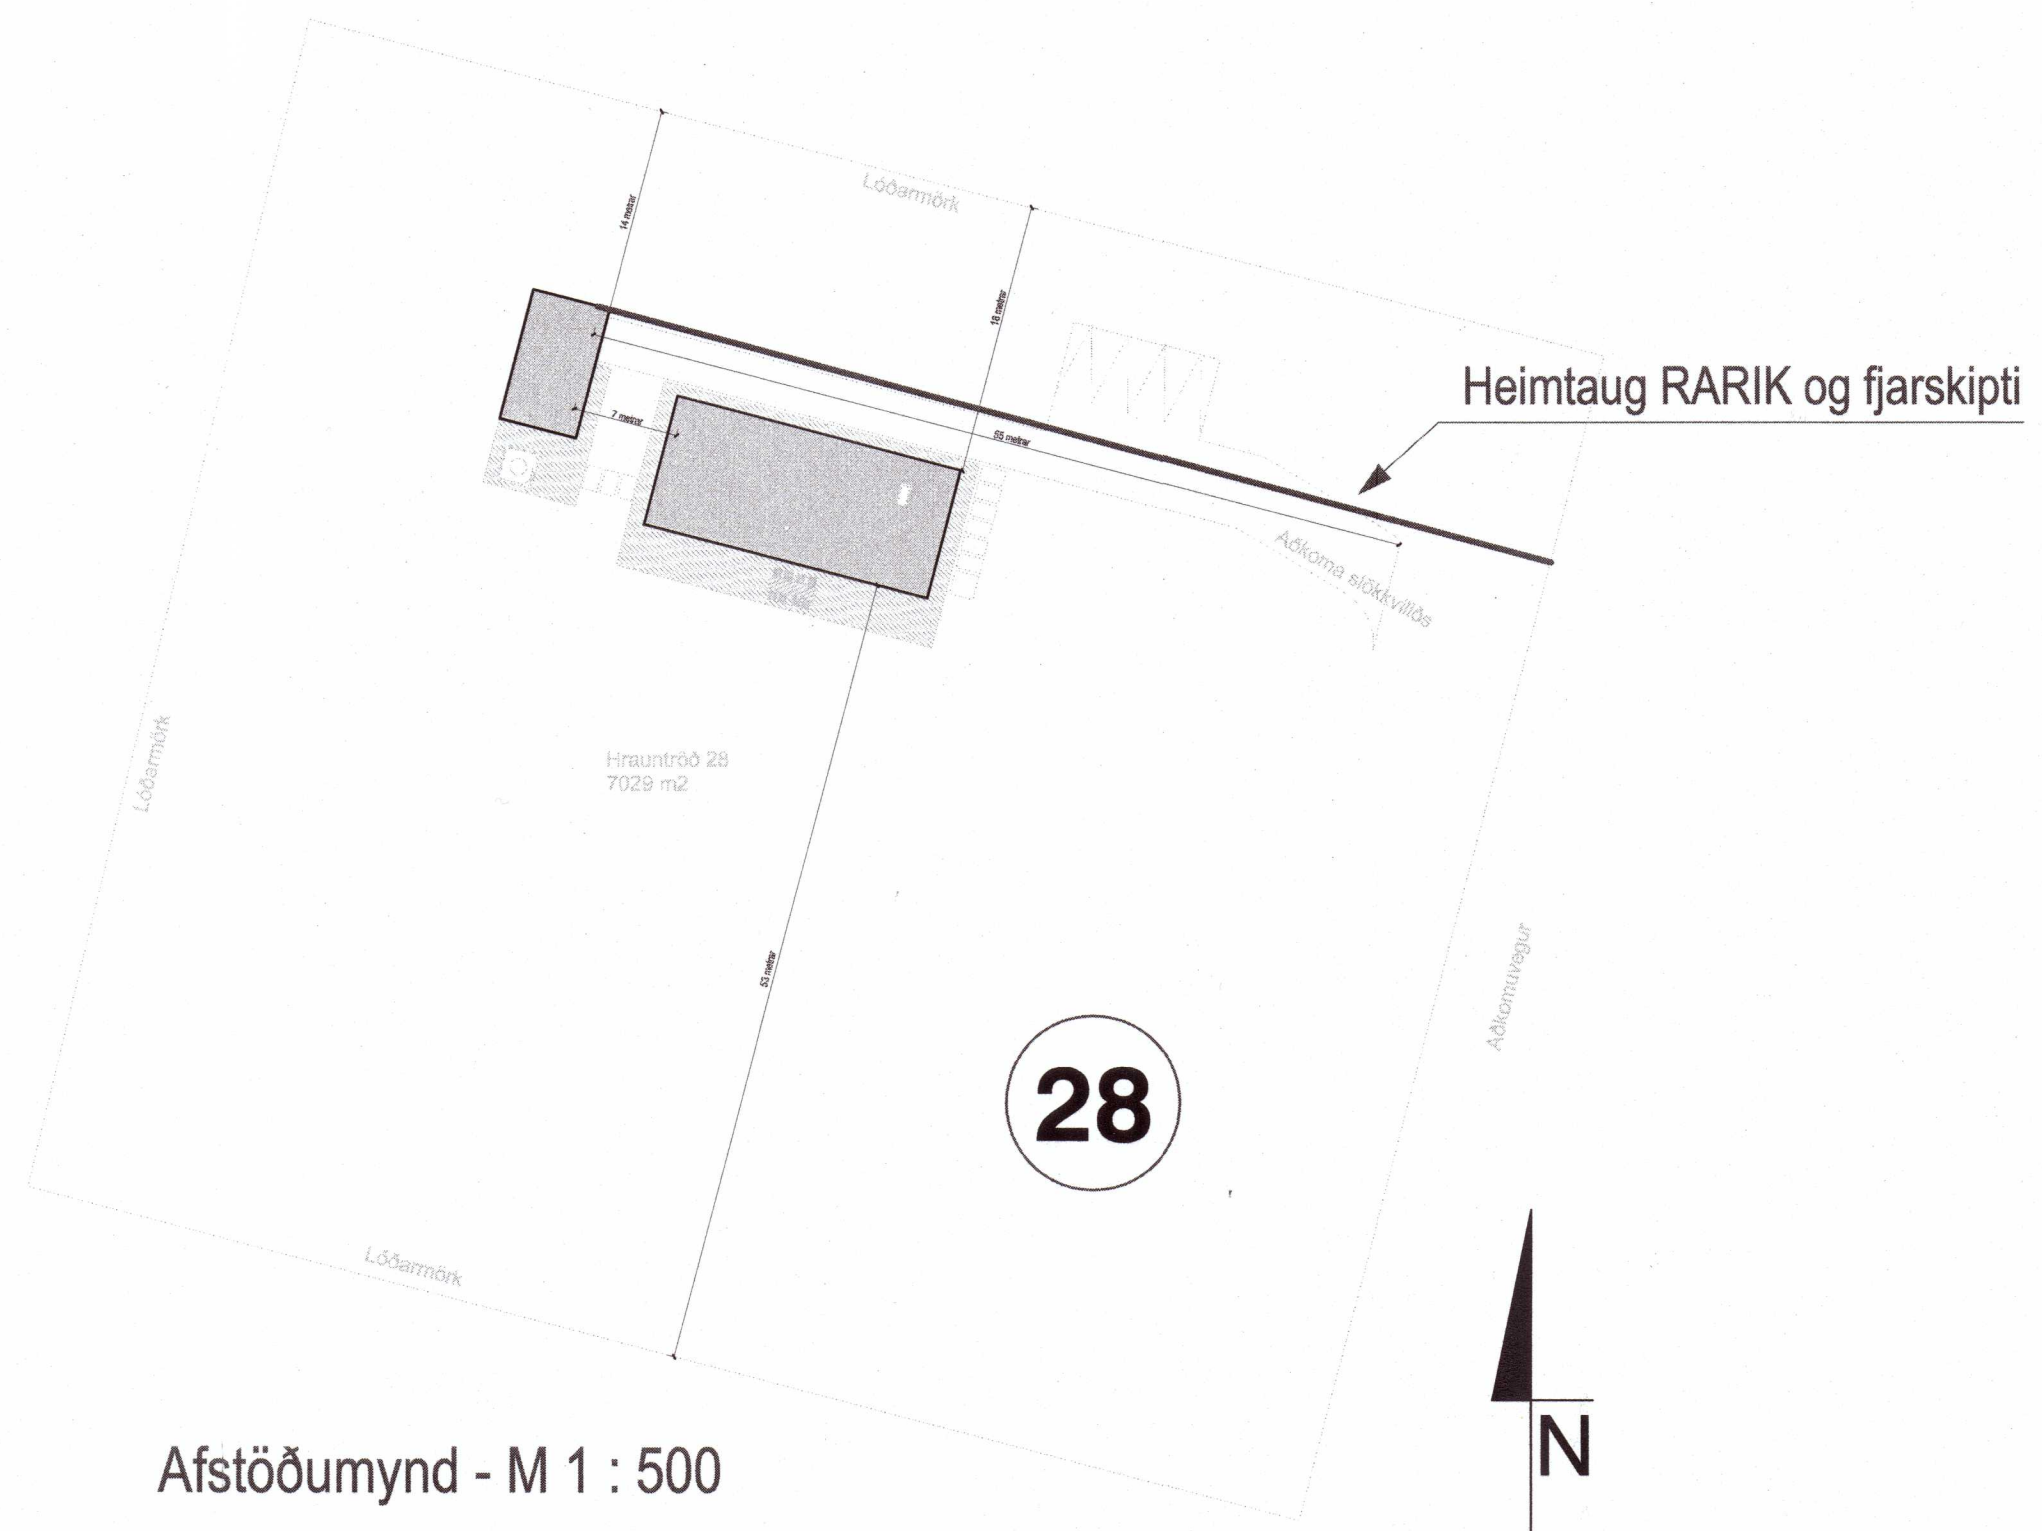 Lóðarmörk
14 metrar
18 metrar
Heimtaug RARIK og fjarskipti
7 metrar
55 metrar
Aðkoma slökkviliðs
Lóðarmörk
Hrauntröð 28
7029 m2
53 metrar
Aðkomuvegur
28
Lóðarmörk
N
Afstöðumynd - M 1 : 500